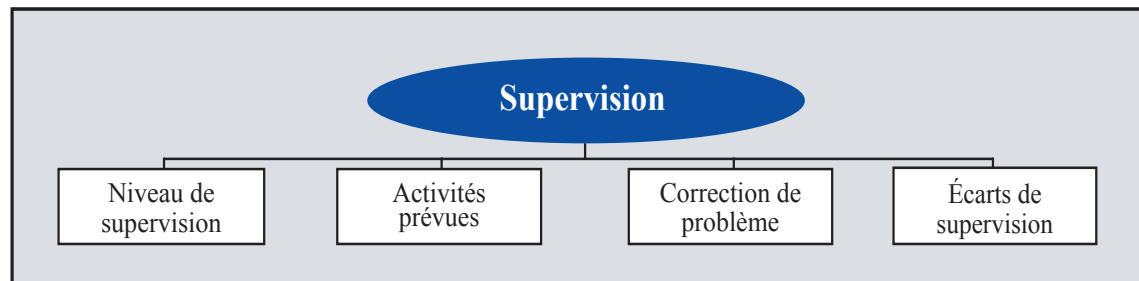 Supervision
Niveau de
supervision
Activités
prévues
Correction de
problème
Écarts de
supervision